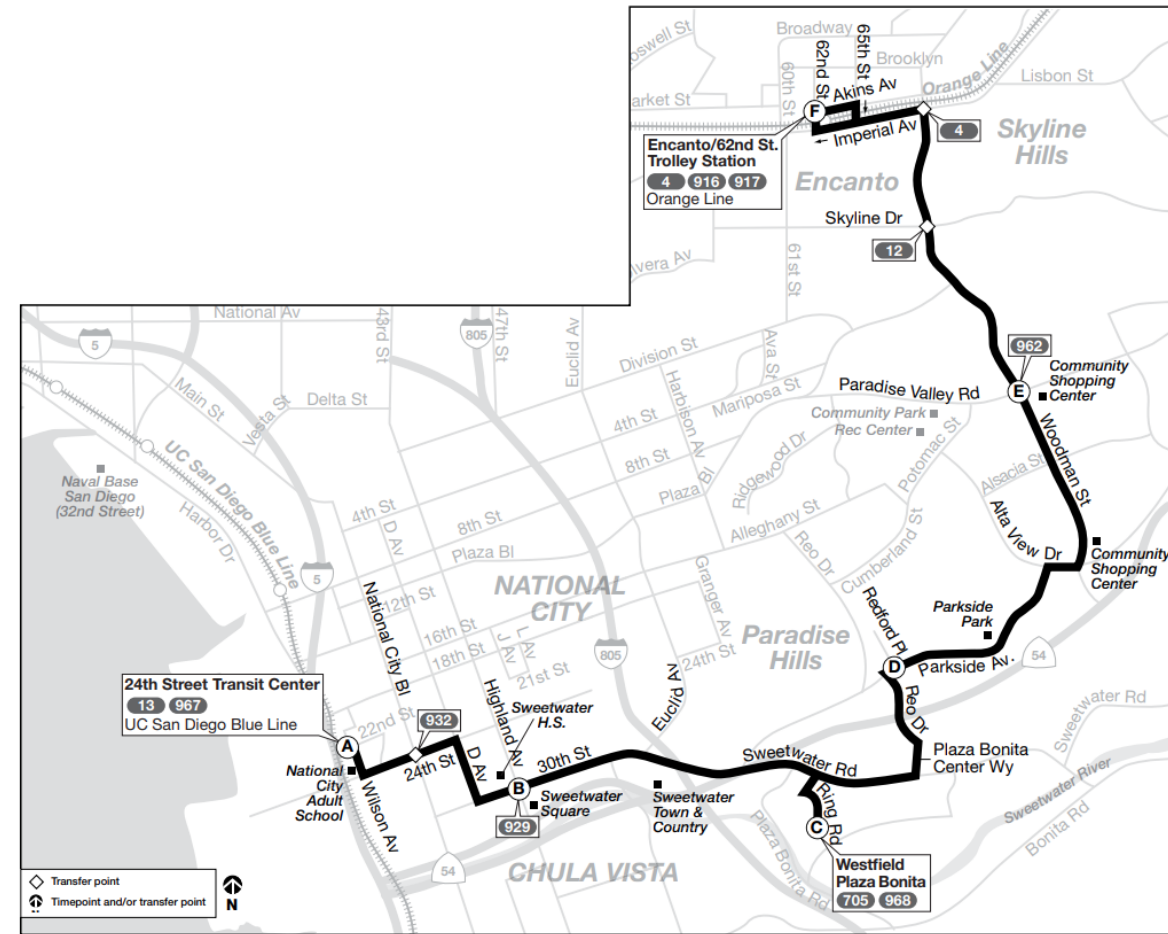 Broadway
65th St
62nd St
60th St
Brooklyn
Orange Line
Lisbon St
Akins Av
F
Imperial Av
4
Skyline
Hills
Encanto/62nd St.
Trolley Station
4 916 917
Orange Line
Encanto
Skyline Dr
12
61st St
National Av
5
43rd St
805
47th St
Euclid Av
Division St
Ava St
962
Community
Shopping
Center
E
Main St
Vesta St
Delta St
Harbison Av
4th St
Mariposa St
Paradise Valley Rd
Community Park
Rec Center
Woodman St
UC San Diego Blue Line
Naval Base
San Diego
(32nd Street)
Harbor Dr
8th St
Plaza Bl
Ridgewood Dr
Potomac St
Alsacia St
4th St
D Av
8th St
Plaza Bl
Alleghany St
Alta View Dr
Community
Shopping
Center
5
National City Bl
12th St
NATIONAL
CITY
Reo Dr
Cumberland St
16th St
L Av
J Av
18th St
21st St
Granger Av
24th St
805
Paradise
Hills
Redford Pl
Parkside
Park
54
D
Parkside Av.
24th Street Transit Center
13 967
UC San Diego Blue Line
22nd St
932
Highland Av
Sweetwater
H.S.
Euclid Av
Reo Dr
Sweetwater Rd
A
24th St
D Av
30th St
Sweetwater Rd
Plaza Bonita
Center Wy
National
City
Adult
School
Wilson Av
B
929
Sweetwater
Square
Sweetwater
Town &
Country
Ring Rd
C
Sweetwater River
Bonita Rd
Plaza Bonita Rd
54
CHULA VISTA
Westfield
Plaza Bonita
705 968
Transfer point
Timepoint and/or transfer point
N